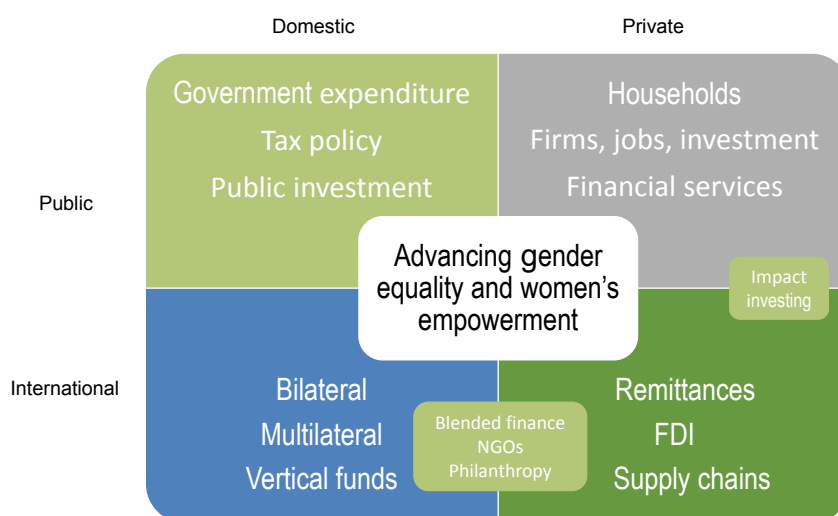 Domestic
Private
Public
Government expenditure
Tax policy
Public investment
Households
Firms, jobs, investment
Financial services
Advancing gender
equality and women's
empowerment
Impact
investing
International
Bilateral
Multilateral
Vertical funds
Blended finance
NGOs
Philanthropy
Remittances
FDI
Supply chains